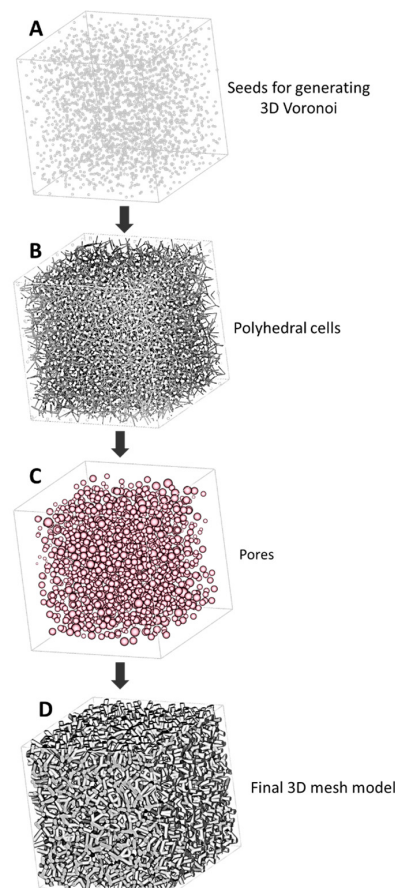 A
Seeds for generating
3D Voronoi
B
Polyhedral cells
C
Pores
D
Final 3D mesh model